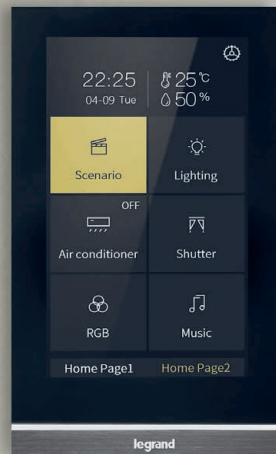 22:25
25℃
04-09 Tue
50%
Scenario
Lighting
OFF
Air conditioner
Shutter
RGB
Music
Home Page1
Home Page2
legrand